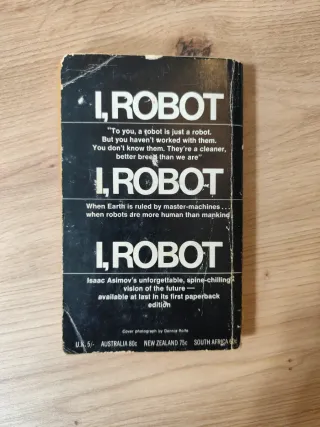 I, ROBOT
"To you, a robot is just a robot.
But you haven't worked with them.
You don't know them. They're a cleaner,
better breed than we are"
I, ROBOT
When Earth is ruled by master-machines . . .
when robots are more human than mankind
I, ROBOT
Isaac Asimov's unforgettable, spine-chilling
vision of the future —
available at last in its first paperback
edition
Cover photograph by Dennis Rolfe
U.K. 5/- AUSTRALIA 80c NEW ZEALAND 75c SOUTH AFRICA